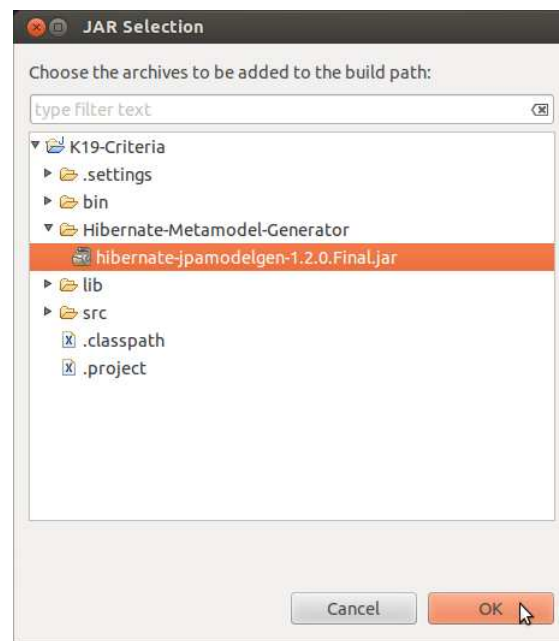 JAR Selection
Choose the archives to be added to the build path:
type filter text
K19-Criteria
.settings
bin
Hibernate-Metamodel-Generator
hibernate-jpamodelgen-1.2.0.Final.jar
lib
src
.classpath
.project
Cancel OK